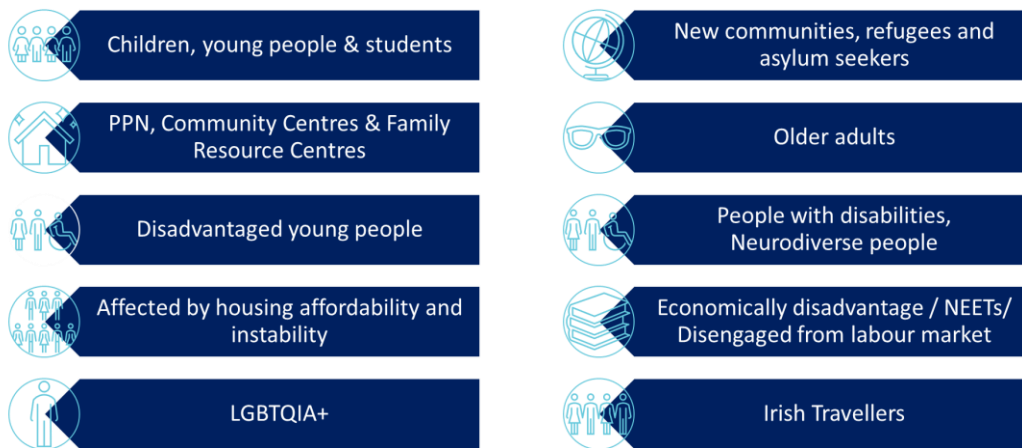 Children, young people & students
PPN, Community Centres & Family
Resource Centres
Disadvantaged young people
Affected by housing affordability and
instability
LGBTQIA+
New communities, refugees and
asylum seekers
Older adults
People with disabilities,
Neurodiverse people
Economically disadvantage / NEETs/
Disengaged from labour market
Irish Travellers